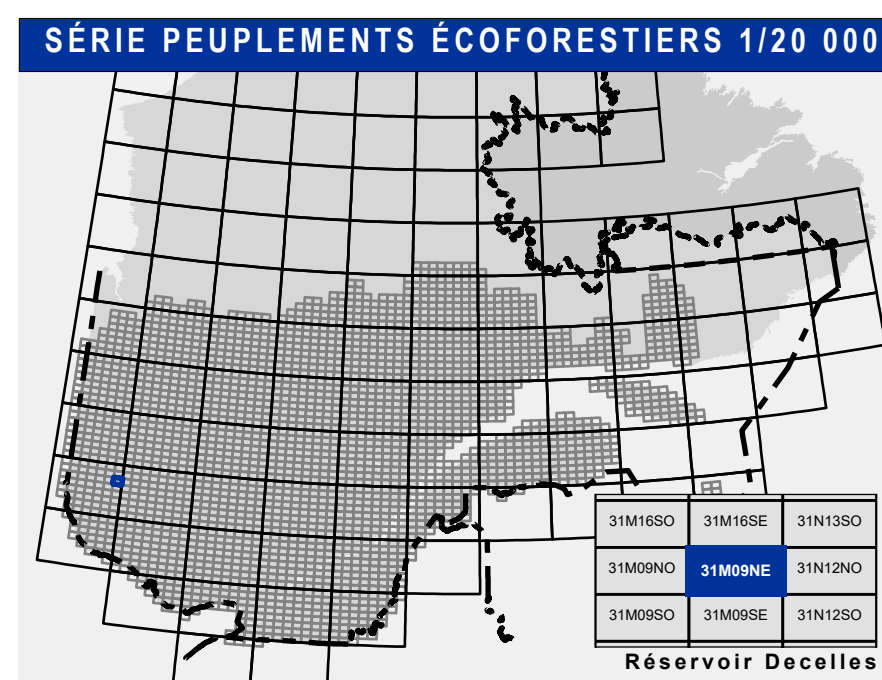 SÉRIE PEUPLEMENTS ÉCOFORESTIERS 1/20 000
31M16SO 31M16SE 31N13SO
31M09NO 31M09NE 31N12NO
31M09SO 31M09SE 31N12SO
Réservoir Decelles